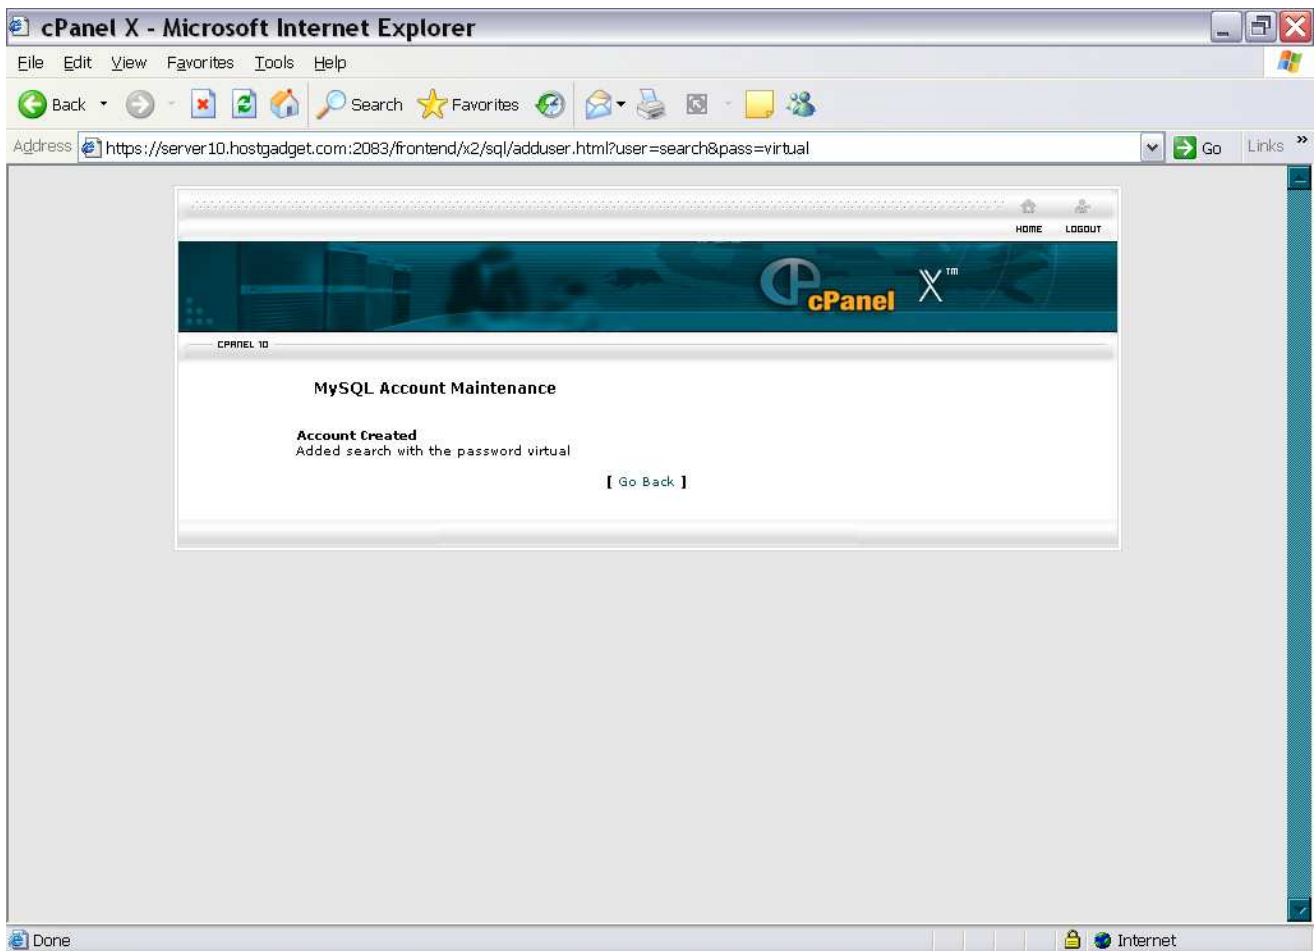 cPanel X - Microsoft Internet Explorer
File Edit View Favorites Tools Help
Back Search Favorites
Address https://server10.hostgadget.com:2083/frontend/x2/sql/adduser.html?user=search&pass=virtual Go Links »
HOME LOGOUT
cPanel X™
CPANEL 10
MySQL Account Maintenance
Account Created
Added search with the password virtual
[ Go Back ]
Done Internet